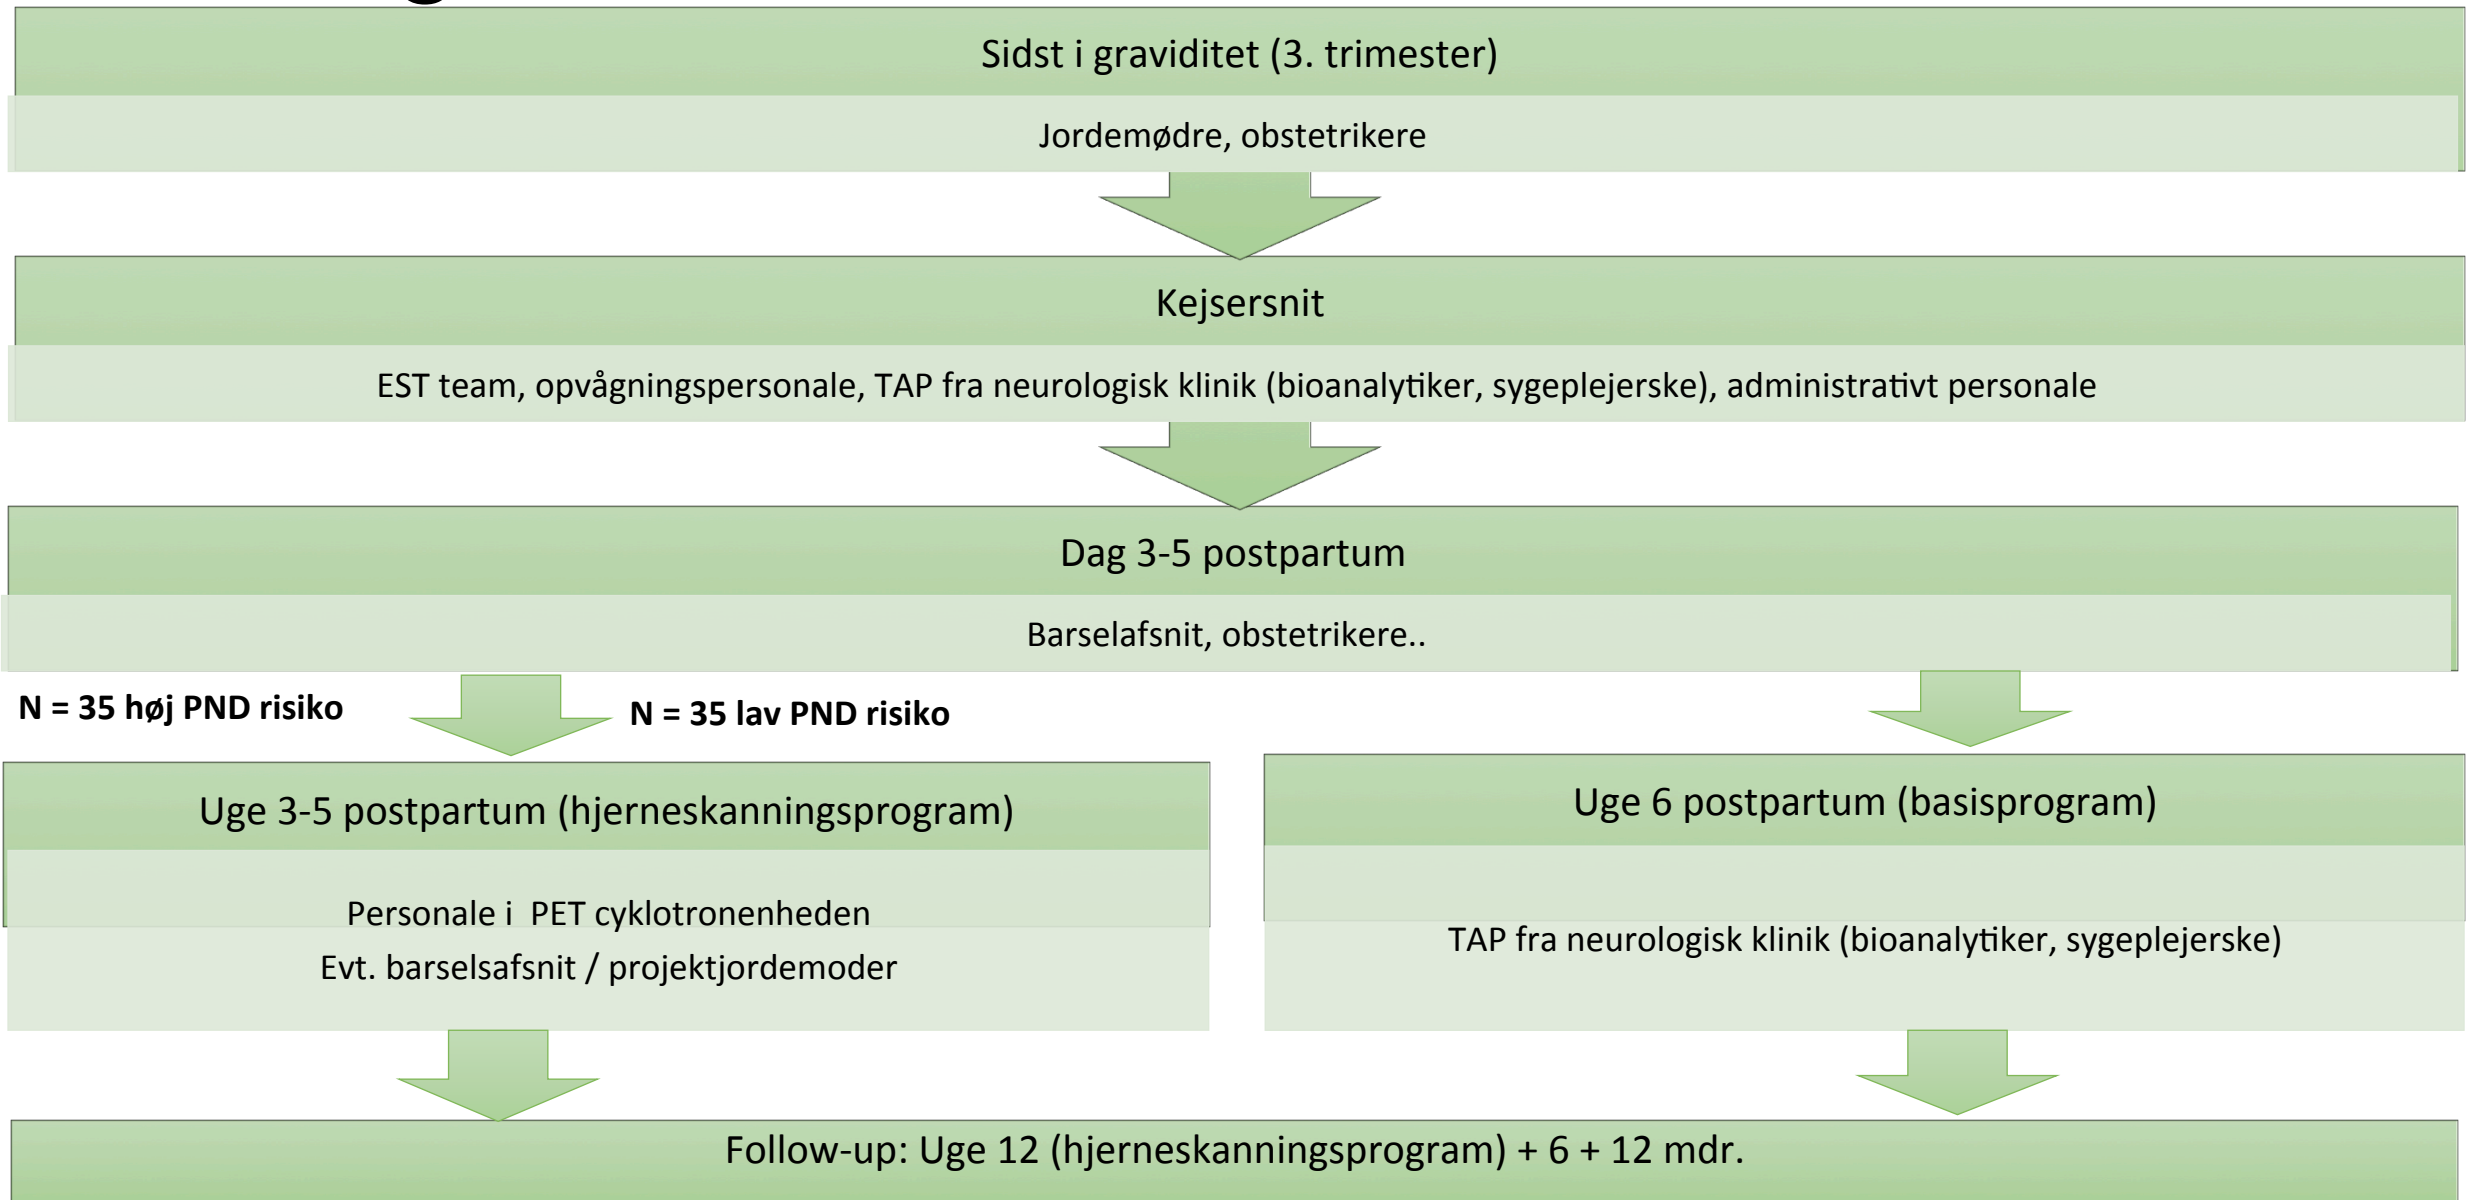 Sidst i graviditet (3. trimester)
Jordemødre, obstetrikere
Kejsersnit
EST team, opvågningspersonale, TAP fra neurologisk klinik (bioanalytiker, sygeplejerske), administrativt personale
Dag 3-5 postpartum
Barselafsnit, obstetrikere..
N = 35 høj PND risiko
N = 35 lav PND risiko
Uge 3-5 postpartum (hjerneskanningsprogram)
Personale i  PET cyklotronenheden
Evt. barselsafsnit / projektjordemoder
Uge 6 postpartum (basisprogram)
TAP fra neurologisk klinik (bioanalytiker, sygeplejerske)
Follow-up: Uge 12 (hjerneskanningsprogram) + 6 + 12 mdr.